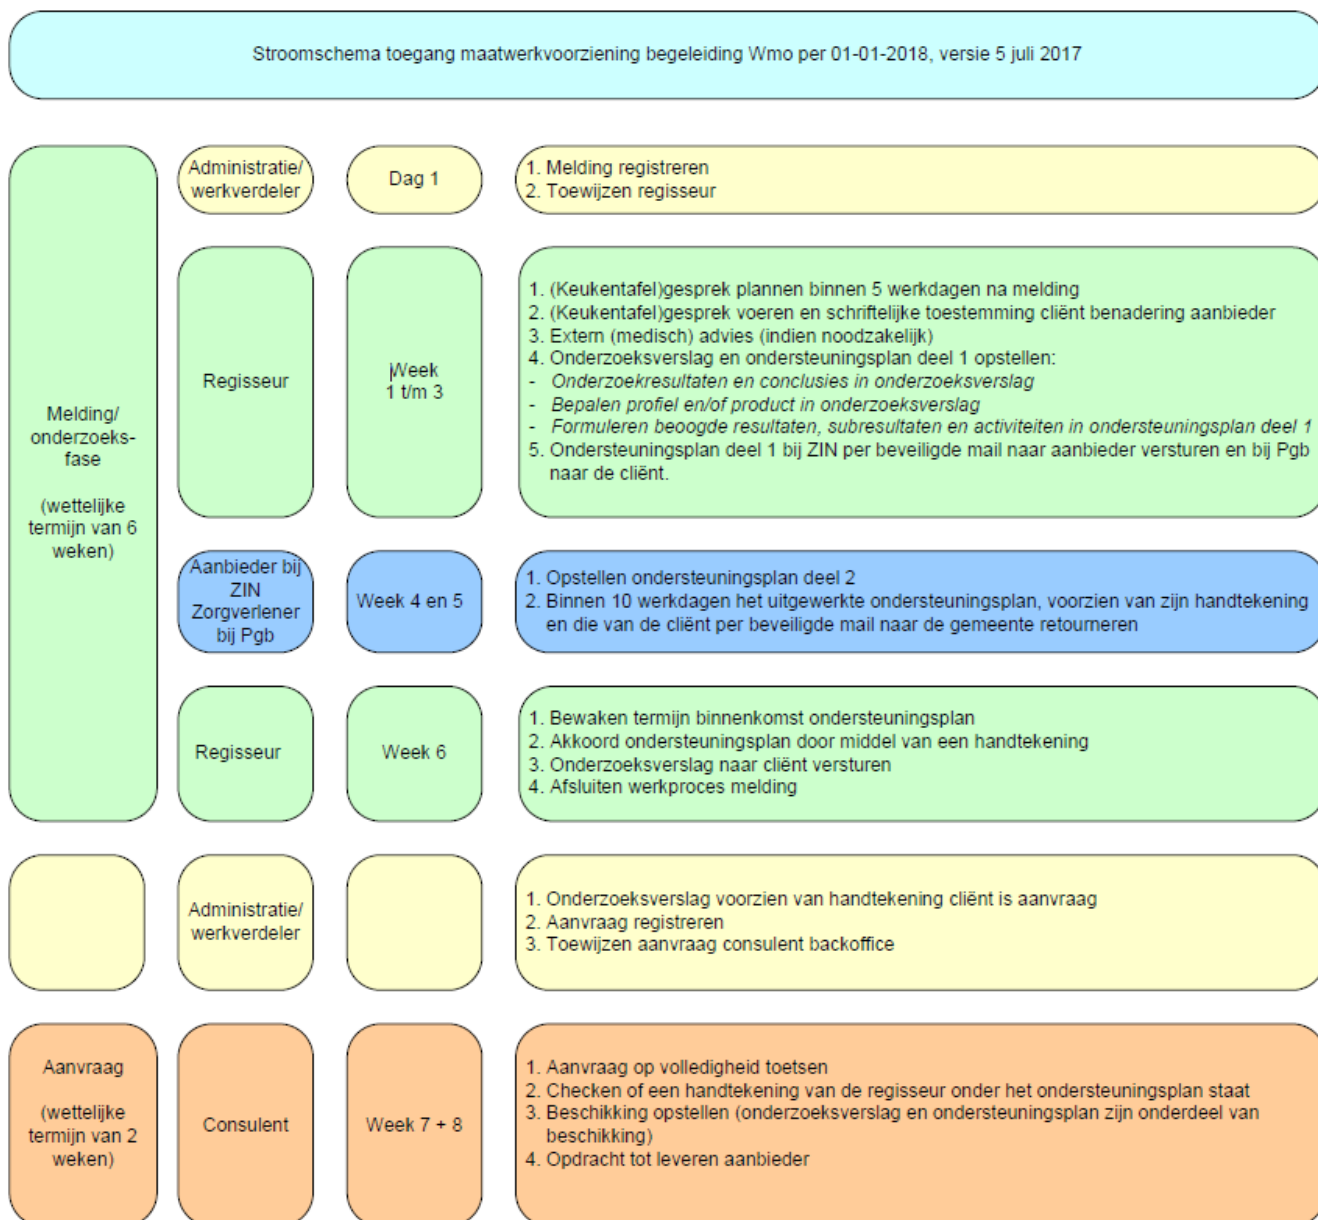 Stroomschema toegang maatwerkvoorziening begeleiding Wmo per 01-01-2018, versie 5 juli 2017
Melding/
onderzoeks-
fase
(wettelijke
termijn van 6
weken)
Administratie/
werkverdeler
Dag 1
1. Melding registreren
2. Toewijzen regisseur
Regisseur
Week
1 t/m 3
1. (Keukentafel)gesprek plannen binnen 5 werkdagen na melding
2. (Keukentafel)gesprek voeren en schriftelijke toestemming cliënt benadering aanbieder
3. Extern (medisch) advies (indien noodzakelijk)
4. Onderzoeksverslag en ondersteuningsplan deel 1 opstellen:
- Onderzoekresultaten en conclusies in onderzoeksverslag
- Bepalen profiel en/of product in onderzoeksverslag
- Formuleren beoogde resultaten, subresultaten en activiteiten in ondersteuningsplan deel 1
5. Ondersteuningsplan deel 1 bij ZIN per beveiligde mail naar aanbieder versturen en bij Pgb
naar de cliënt.
Aanbieder bij
ZIN
Zorgverlener
bij Pgb
Week 4 en 5
1. Opstellen ondersteuningsplan deel 2
2. Binnen 10 werkdagen het uitgewerkte ondersteuningsplan, voorzien van zijn handtekening
en die van de cliënt per beveiligde mail naar de gemeente retourneren
Regisseur
Week 6
1. Bewaken termijn binnenkomst ondersteuningsplan
2. Akkoord ondersteuningsplan door middel van een handtekening
3. Onderzoeksverslag naar cliënt versturen
4. Afsluiten werkproces melding
Administratie/
werkverdeler
1. Onderzoeksverslag voorzien van handtekening cliënt is aanvraag
2. Aanvraag registreren
3. Toewijzen aanvraag consulent backoffice
Aanvraag
(wettelijke
termijn van 2
weken)
Consulent
Week 7 + 8
1. Aanvraag op volledigheid toetsen
2. Checken of een handtekening van de regisseur onder het ondersteuningsplan staat
3. Beschikking opstellen (onderzoeksverslag en ondersteuningsplan zijn onderdeel van
beschikking)
4. Opdracht tot leveren aanbieder